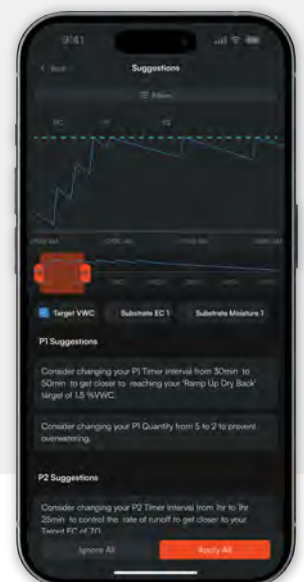 9:41
Back
Suggestions
Filters
P1
P2
Target VWC
Substrate EC 1
Substrate Moisture 1
P1 Suggestions
Consider changing your P1 Timer Interval from 30min to
50min to get closer to reaching your 'Ramp Up Dry Back'
target of 1.5 %VWC.
Consider changing your P1 Quantity from 5 to 2 to prevent
overwatering.
P2 Suggestions
Consider changing your P2 Timer Interval from 1hr to 1hr
25min to control the rate of runoff to get closer to your
Target EC of 7.0
Ignore All
Apply All